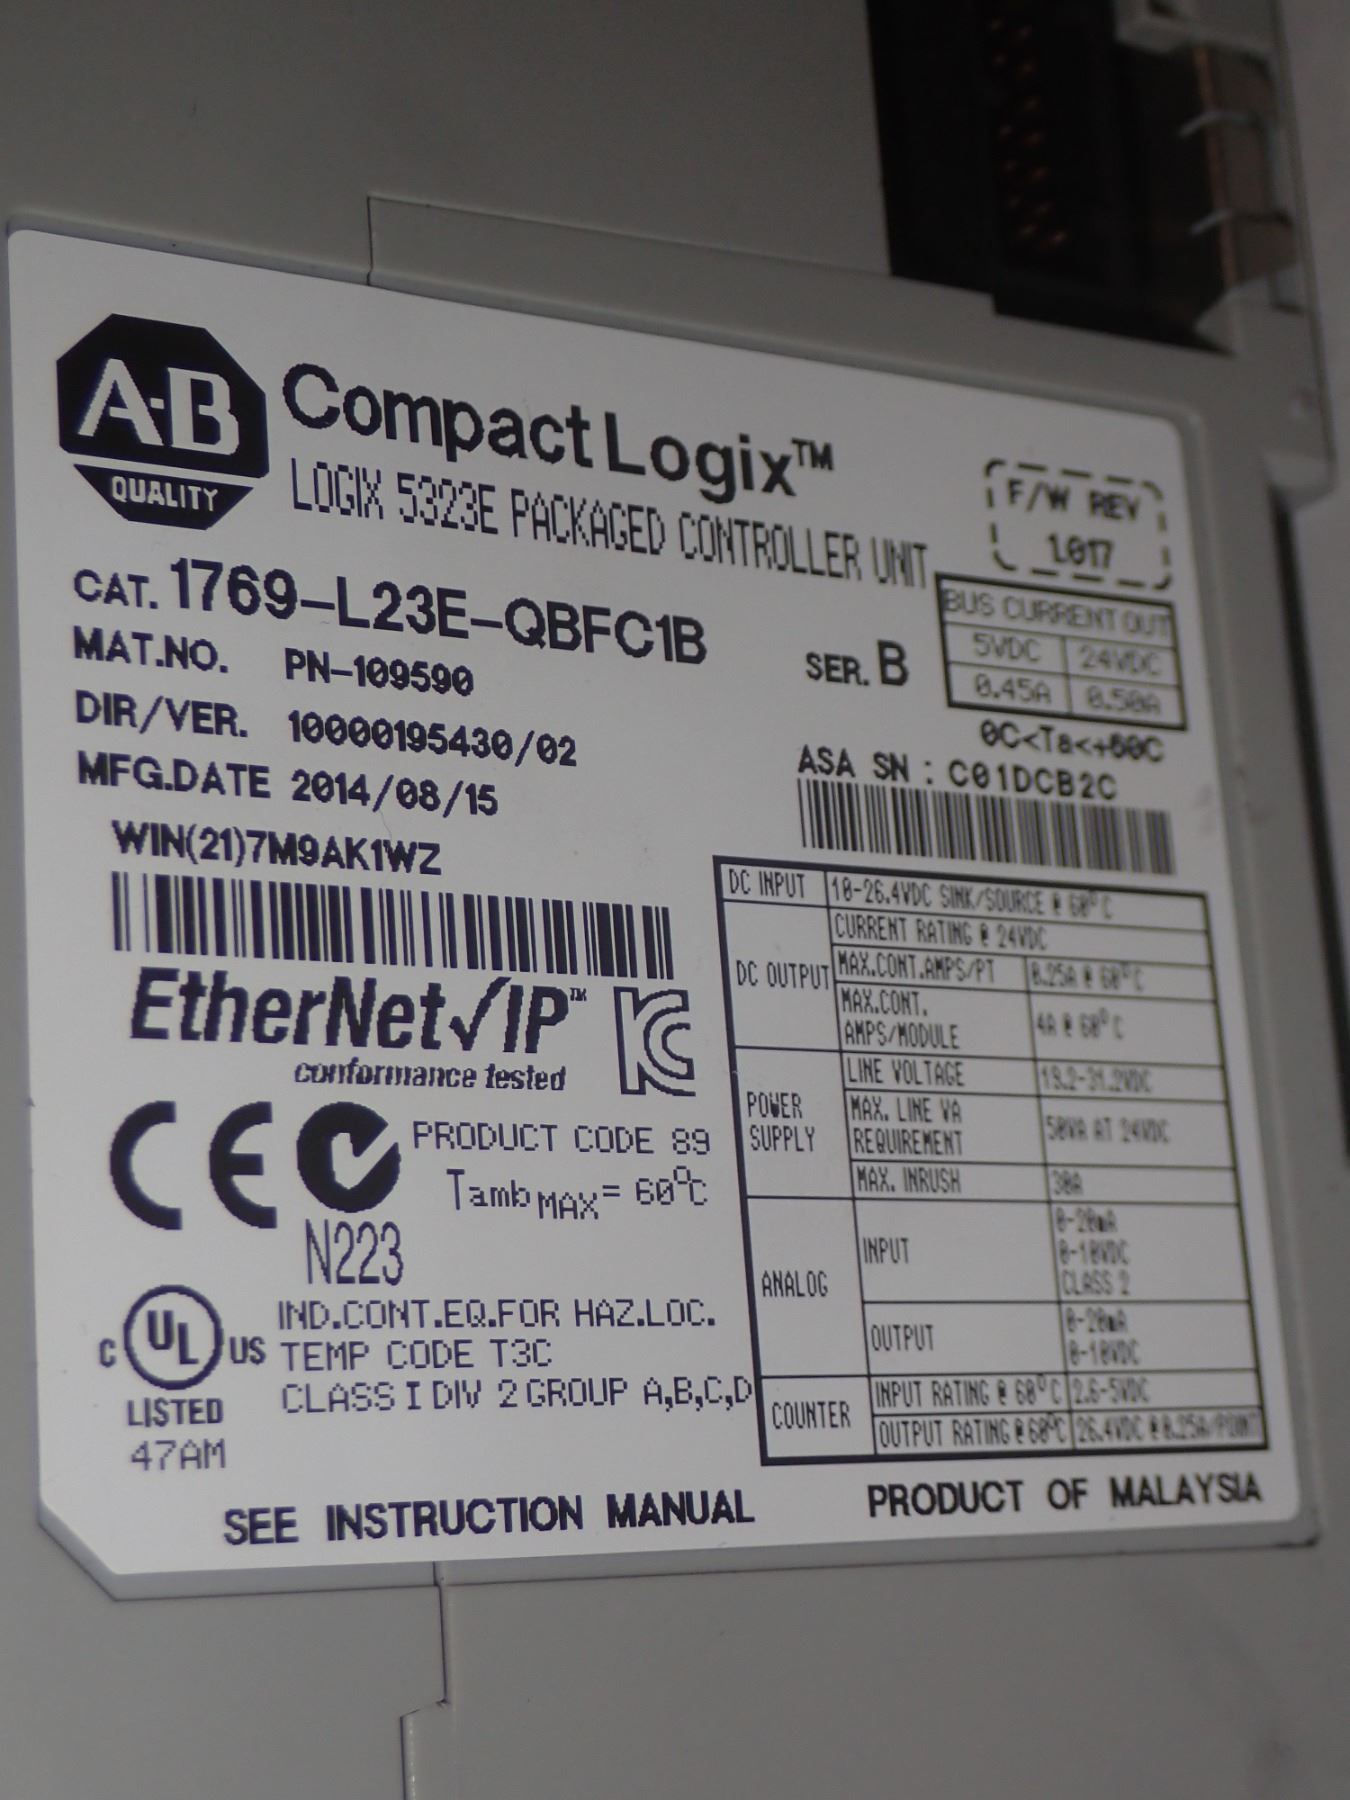 A-B
QUALITY
CompactLogix™
LOGIX 5323E PACKAGED CONTROLLER UNIT
F/W REV
1.017
CAT. 1769-L23E-QBFC1B
SER. B
MAT.NO. PN-109590
DIR/VER. 10000195430/02
MFG.DATE 2014/08/15
WIN(21)7M9AK1WZ
BUS CURRENT OUT
5VDC 24VDC
0.45A 0.50A
0C<Ta<+60C
ASA SN : C01DCB2C
EtherNet/IP™
conformance tested
KC
CE
PRODUCT CODE 89
Tamb MAX = 60°C
N223
C UL US
LISTED
47AM
IND.CONT.EQ.FOR HAZ.LOC.
TEMP CODE T3C
CLASS I DIV 2 GROUP A,B,C,D
DC INPUT 10-26.4VDC SINK/SOURCE @ 60°C
DC OUTPUT CURRENT RATING @ 24VDC
MAX.CONT.AMPS/PT 0.25A @ 60°C
MAX.CONT.
AMPS/MODULE 4A @ 60°C
POWER
SUPPLY
LINE VOLTAGE 19.2-31.2VDC
MAX. LINE VA
REQUIREMENT 50VA AT 24VDC
MAX. INRUSH 30A
ANALOG
INPUT
0-20mA
0-10VDC
CLASS 2
OUTPUT
0-20mA
0-10VDC
COUNTER
INPUT RATING @ 60°C 2.6-5VDC
OUTPUT RATING @ 60°C 26.4VDC @ 0.25A/POINT
SEE INSTRUCTION MANUAL
PRODUCT OF MALAYSIA